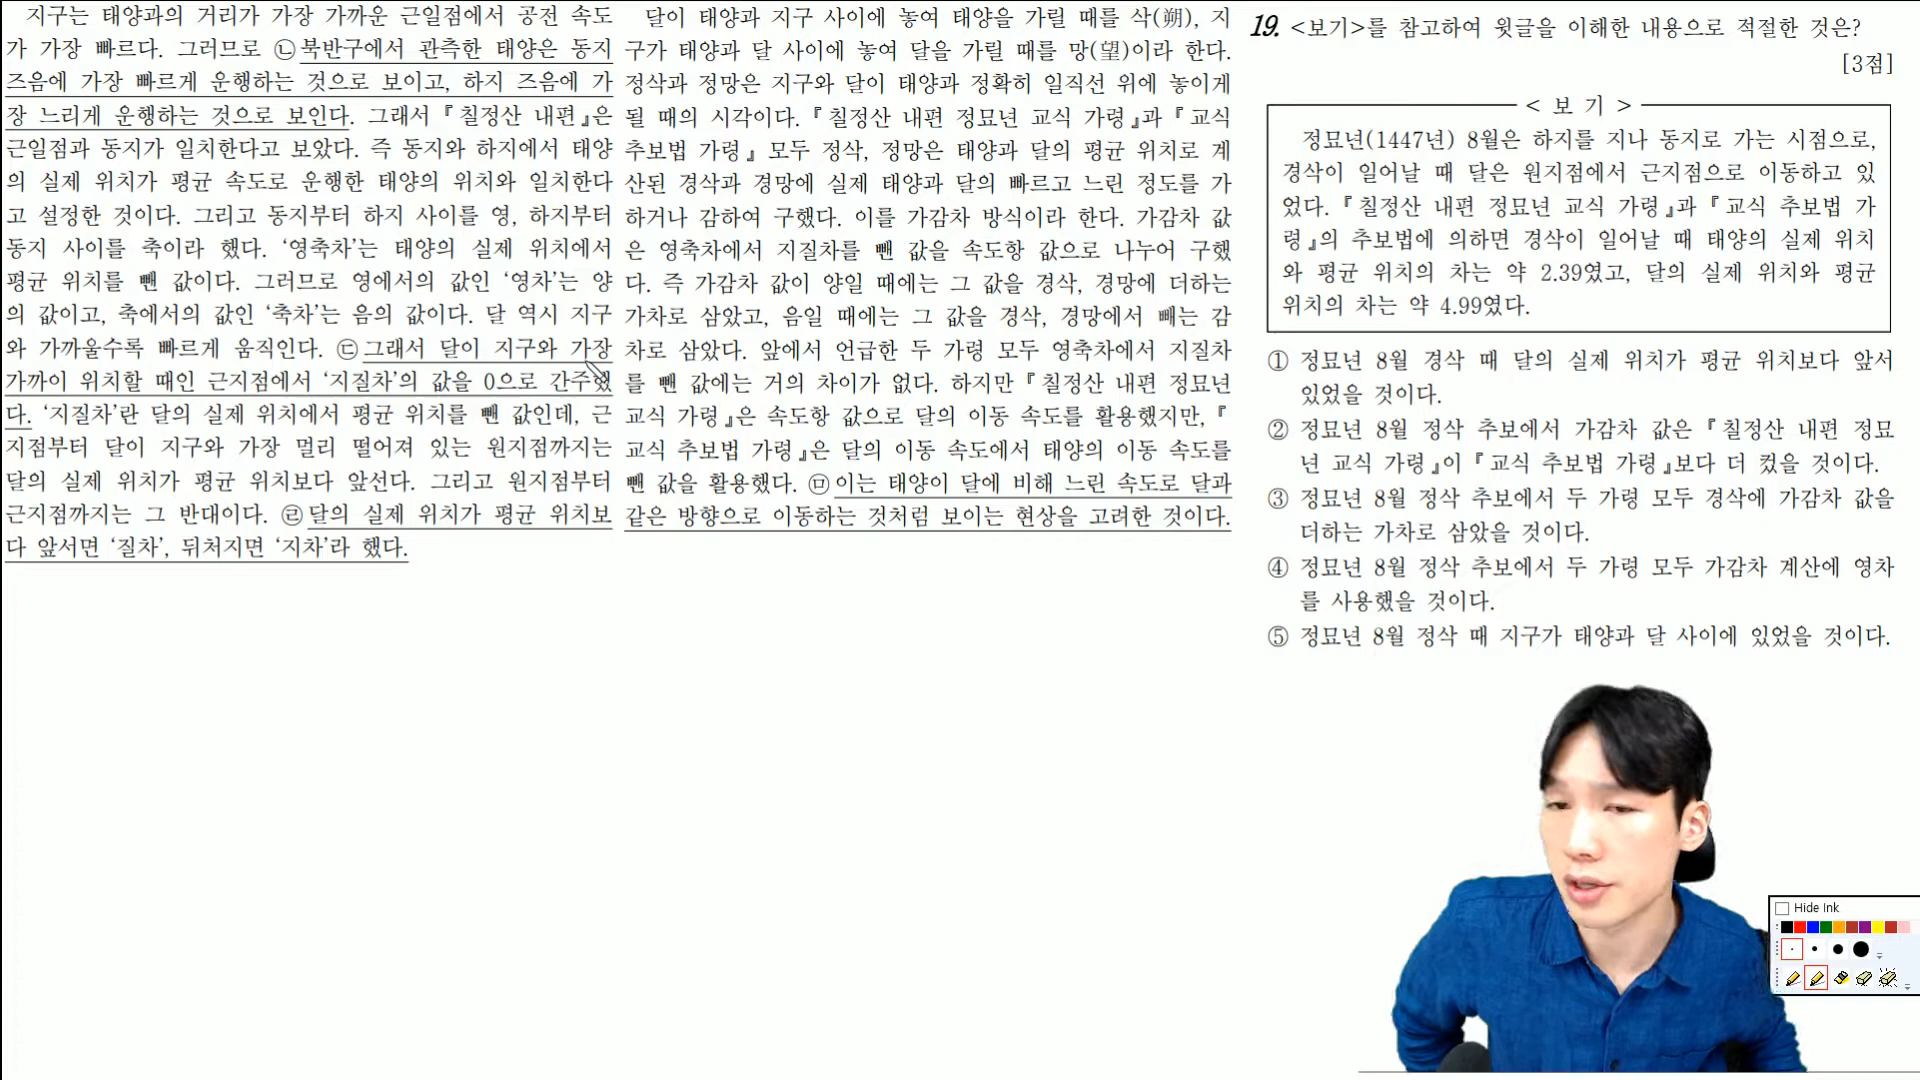 지구는 태양과의 거리가 가장 가까운 근일점에서 공전 속도
가 가장 빠르다. 그러므로 ㉡북반구에서 관측한 태양은 동지
즈음에 가장 빠르게 운행하는 것으로 보이고, 하지 즈음에 가
장 느리게 운행하는 것으로 보인다. 그래서 『칠정산 내편』은
근일점과 동지가 일치한다고 보았다. 즉 동지와 하지에서 태양
의 실제 위치가 평균 속도로 운행한 태양의 위치와 일치한다
고 설정한 것이다. 그리고 동지부터 하지 사이를 영, 하지부터
동지 사이를 축이라 했다. ‘영축차’는 태양의 실제 위치에서
평균 위치를 뺀 값이다. 그러므로 영에서의 값인 ‘영차’는 양
의 값이고, 축에서의 값인 ‘축차’는 음의 값이다. 달 역시 지구
와 가까울수록 빠르게 움직인다. ㉢그래서 달이 지구와 가장
가까이 위치할 때인 근지점에서 ‘지질차’의 값을 0으로 간주했
다. ‘지질차’란 달의 실제 위치에서 평균 위치를 뺀 값인데, 근
지점부터 달이 지구와 가장 멀리 떨어져 있는 원지점까지는
달의 실제 위치가 평균 위치보다 앞선다. 그리고 원지점부터
근지점까지는 그 반대이다. ㉣달의 실제 위치가 평균 위치보
다 앞서면 ‘질차’, 뒤처지면 ‘지차’라 했다.
달이 태양과 지구 사이에 놓여 태양을 가릴 때를 삭(朔), 지
구가 태양과 달 사이에 놓여 달을 가릴 때를 망(望)이라 한다.
정삭과 정망은 지구와 달이 태양과 정확히 일직선 위에 놓이게
될 때의 시각이다. 『칠정산 내편 정묘년 교식 가령』과 『교식
추보법 가령』 모두 정삭, 정망은 태양과 달의 평균 위치로 계
산된 경삭과 경망에 실제 태양과 달의 빠르고 느린 정도를 가
하거나 감하여 구했다. 이를 가감차 방식이라 한다. 가감차 값
은 영축차에서 지질차를 뺀 값을 속도항 값으로 나누어 구했
다. 즉 가감차 값이 양일 때에는 그 값을 경삭, 경망에 더하는
가차로 삼았고, 음일 때에는 그 값을 경삭, 경망에서 빼는 감
차로 삼았다. 앞에서 언급한 두 가령 모두 영축차에서 지질차
를 뺀 값에는 거의 차이가 없다. 하지만 『칠정산 내편 정묘년
교식 가령』은 속도항 값으로 달의 이동 속도를 활용했지만, 『
교식 추보법 가령』은 달의 이동 속도에서 태양의 이동 속도를
뺀 값을 활용했다. ㉤이는 태양이 달에 비해 느린 속도로 달과
같은 방향으로 이동하는 것처럼 보이는 현상을 고려한 것이다.
19. <보기>를 참고하여 윗글을 이해한 내용으로 적절한 것은?
[3점]
< 보 기 >
정묘년(1447년) 8월은 하지를 지나 동지로 가는 시점으로,
경삭이 일어날 때 달은 원지점에서 근지점으로 이동하고 있
었다. 『칠정산 내편 정묘년 교식 가령』과 『교식 추보법 가
령』의 추보법에 의하면 경삭이 일어날 때 태양의 실제 위치
와 평균 위치의 차는 약 2.39였고, 달의 실제 위치와 평균
위치의 차는 약 4.99였다.
① 정묘년 8월 경삭 때 달의 실제 위치가 평균 위치보다 앞서
있었을 것이다.
② 정묘년 8월 정삭 추보에서 가감차 값은 『칠정산 내편 정묘
년 교식 가령』이 『교식 추보법 가령』보다 더 컸을 것이다.
③ 정묘년 8월 정삭 추보에서 두 가령 모두 경삭에 가감차 값을
더하는 가차로 삼았을 것이다.
④ 정묘년 8월 정삭 추보에서 두 가령 모두 가감차 계산에 영차
를 사용했을 것이다.
⑤ 정묘년 8월 정삭 때 지구가 태양과 달 사이에 있었을 것이다.
Hide Ink